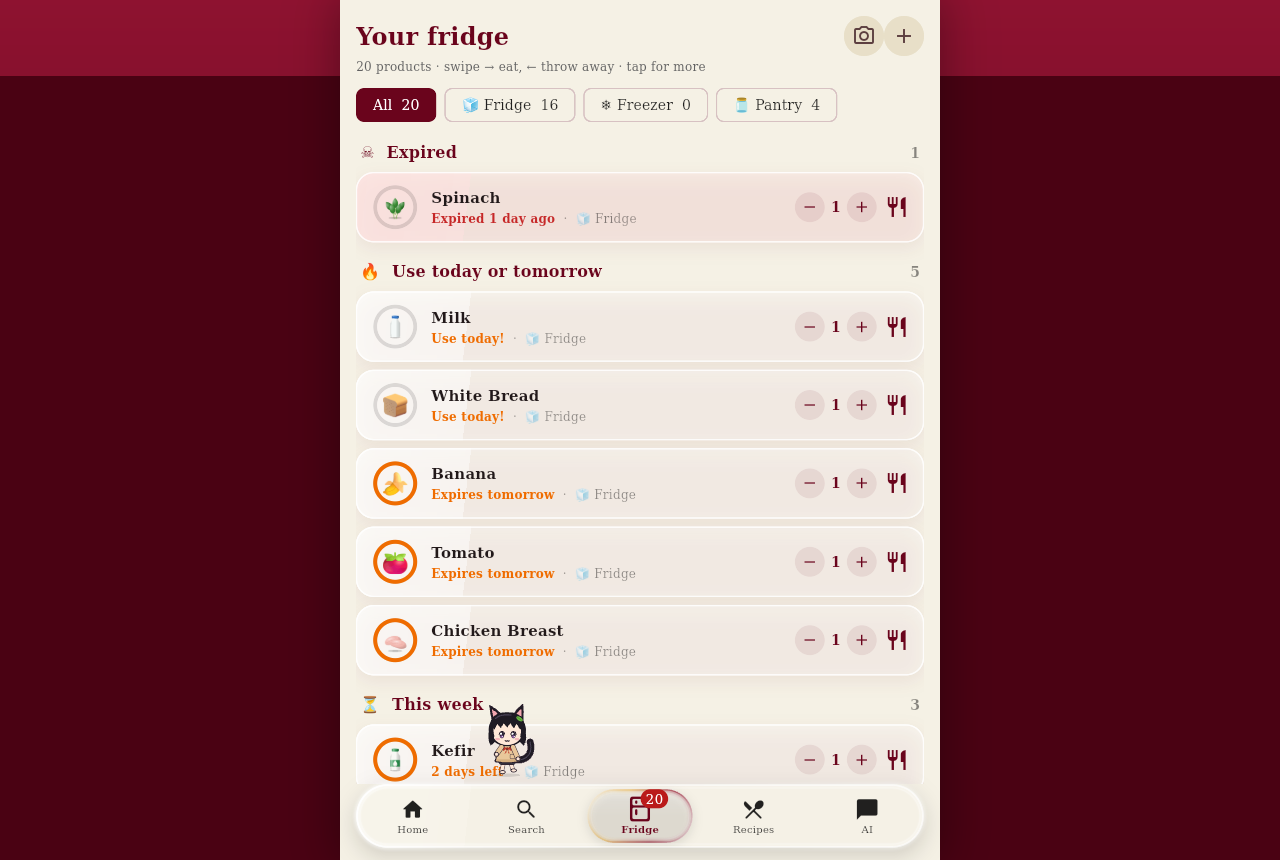 Your fridge
20 products · swipe → eat, ← throw away · tap for more
All 20
Fridge 16
Freezer 0
Pantry 4
Expired 1
Spinach
Expired 1 day ago · Fridge
1
Use today or tomorrow 5
Milk
Use today! · Fridge
1
White Bread
Use today! · Fridge
1
Banana
Expires tomorrow · Fridge
1
Tomato
Expires tomorrow · Fridge
1
Chicken Breast
Expires tomorrow · Fridge
1
This week 3
Kefir
2 days left Fridge
1
20
Home
Search
Fridge
Recipes
AI